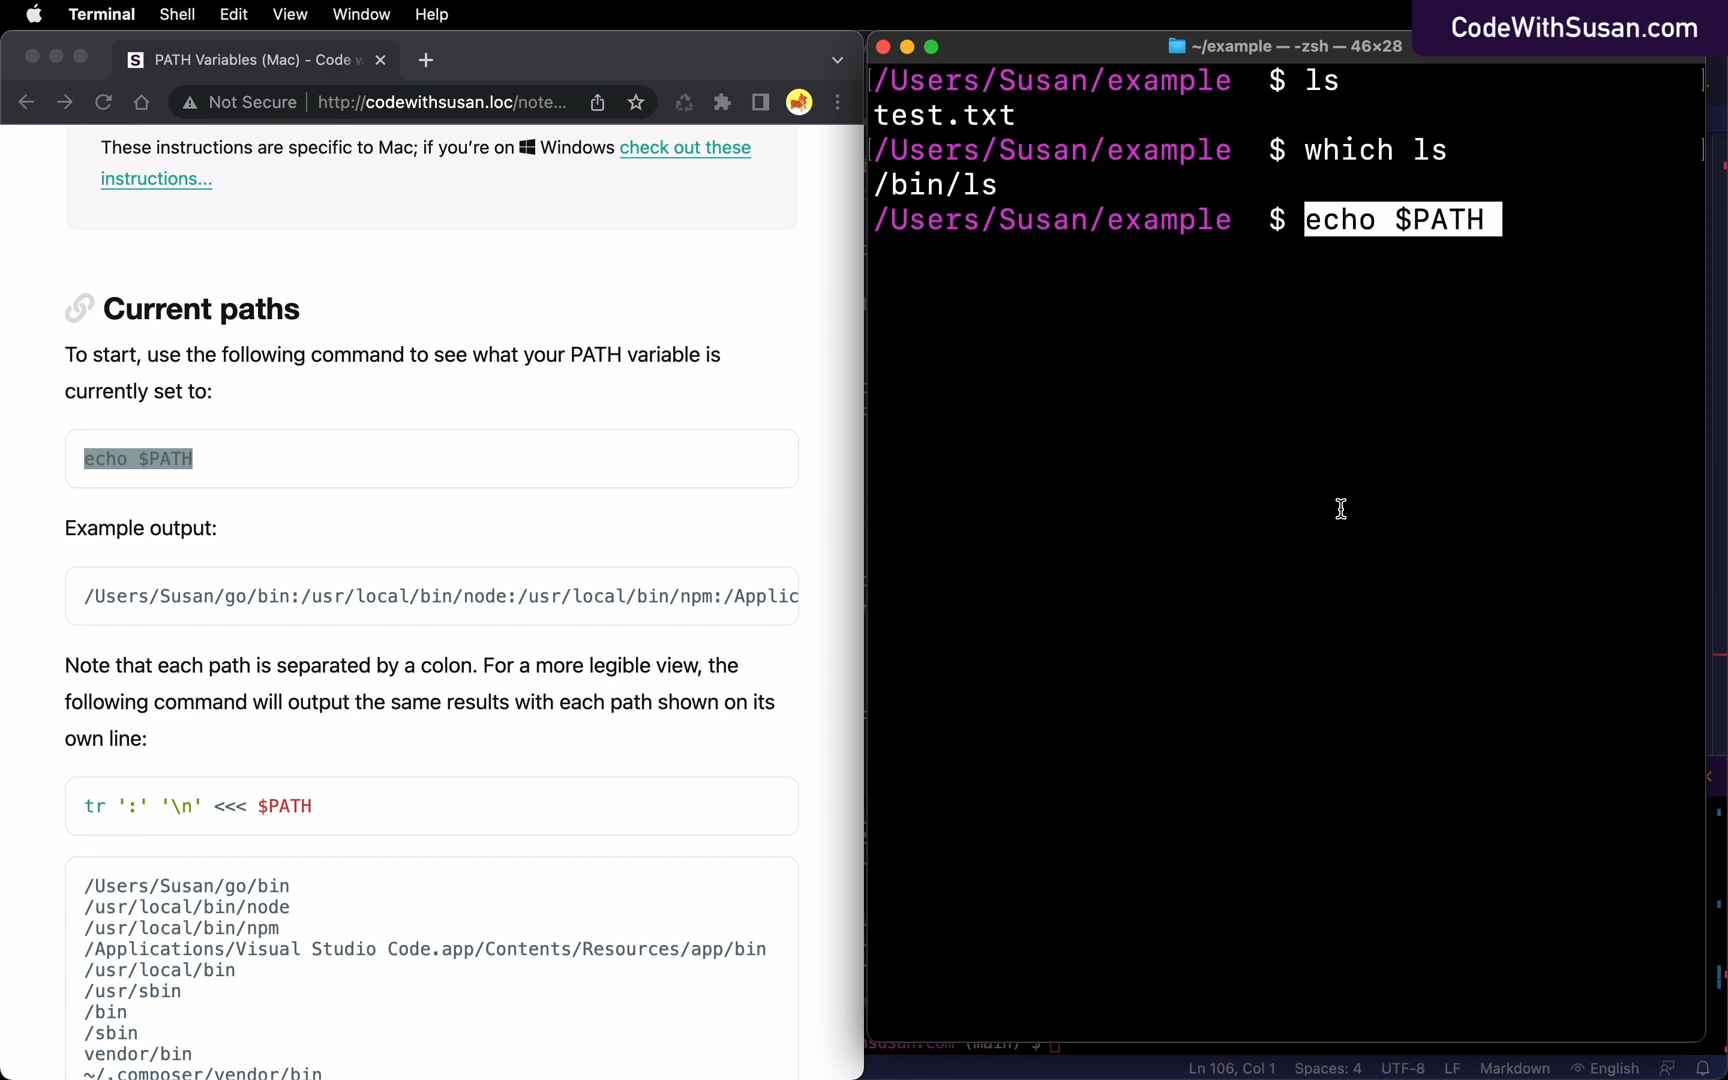 Terminal Shell Edit View Window Help
CodeWithSusan.com
PATH Variables (Mac) - Code w
~/example — -zsh — 46×28
Not Secure | http://codewithsusan.loc/note...
These instructions are specific to Mac; if you're on Windows check out these
instructions...
Current paths
To start, use the following command to see what your PATH variable is
currently set to:
echo $PATH
Example output:
/Users/Susan/go/bin:/usr/local/bin/node:/usr/local/bin/npm:/Applic
Note that each path is separated by a colon. For a more legible view, the
following command will output the same results with each path shown on its
own line:
tr ':' '\n' <<< $PATH
/Users/Susan/go/bin
/usr/local/bin/node
/usr/local/bin/npm
/Applications/Visual Studio Code.app/Contents/Resources/app/bin
/usr/local/bin
/usr/sbin
/bin
/sbin
vendor/bin
~/.composer/vendor/bin
[/Users/Susan/example $ ls ]
test.txt
[/Users/Susan/example $ which ls ]
/bin/ls
/Users/Susan/example $ echo $PATH
susan.com (main) $
Ln 106, Col 1 Spaces: 4 UTF-8 LF Markdown English